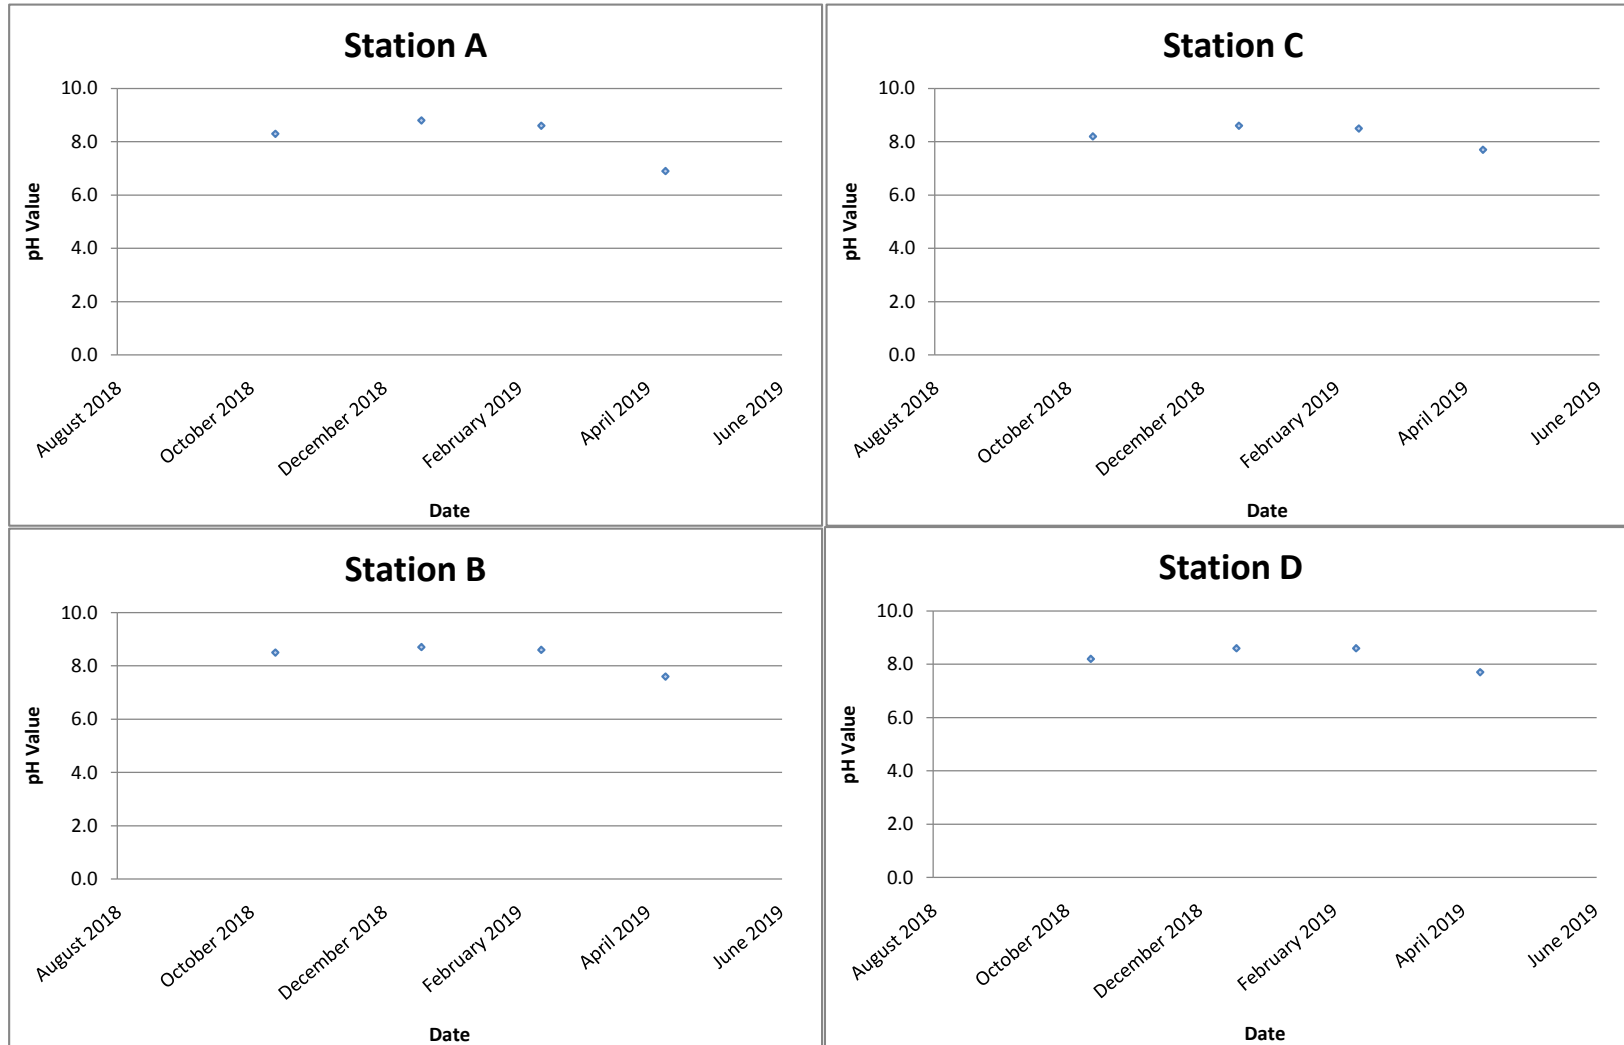 Station A
10.0
8.0
6.0
4.0
2.0
0.0
pH Value
August 2018
October 2018
December 2018
February 2019
April 2019
June 2019
Date
Station C
10.0
8.0
6.0
4.0
2.0
0.0
pH Value
August 2018
October 2018
December 2018
February 2019
April 2019
June 2019
Date
Station B
10.0
8.0
6.0
4.0
2.0
0.0
pH Value
August 2018
October 2018
December 2018
February 2019
April 2019
June 2019
Date
Station D
10.0
8.0
6.0
4.0
2.0
0.0
pH Value
August 2018
October 2018
December 2018
February 2019
April 2019
June 2019
Date